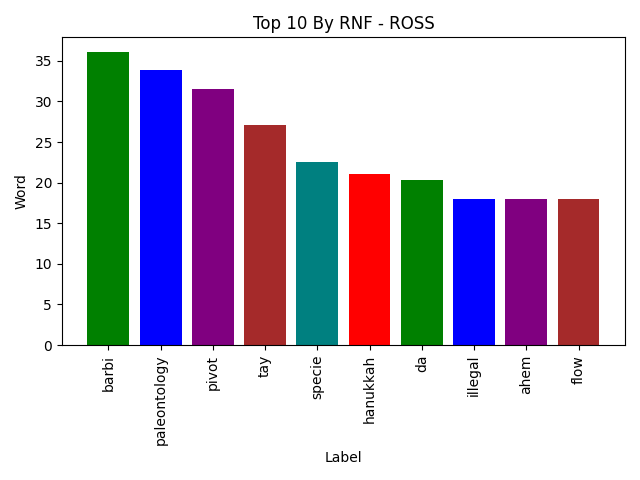 Top 10 By RNF - ROSS
Word
35
30
25
20
15
10
5
0
barbi
paleontology
pivot
tay
specie
hanukkah
da
illegal
ahem
flow
Label